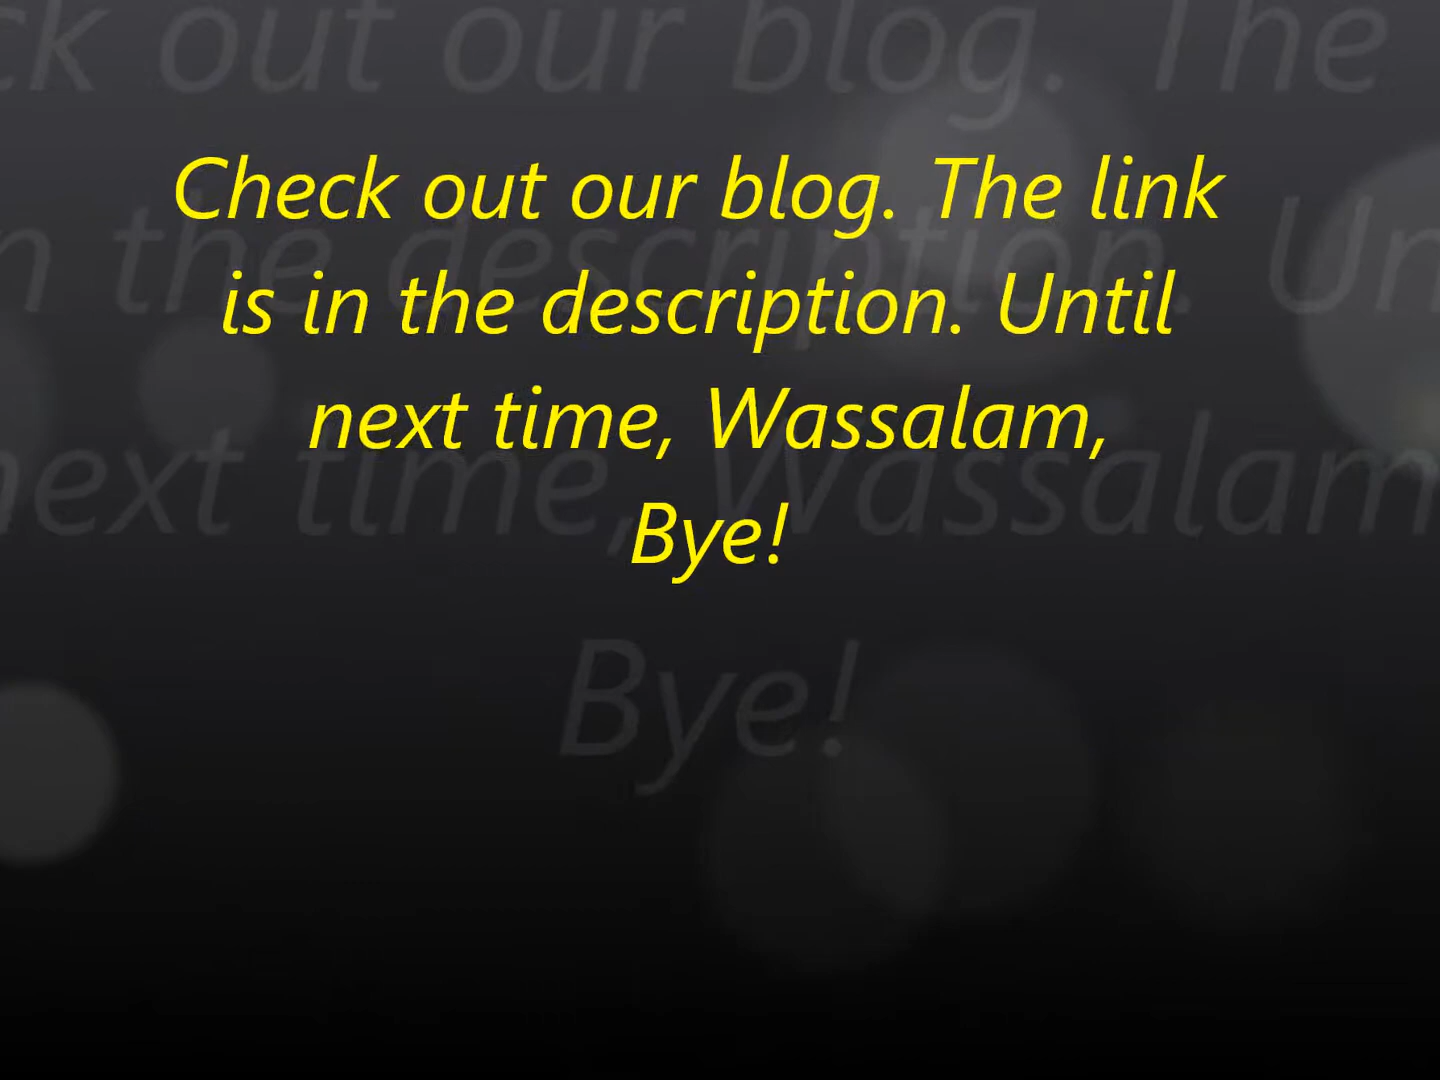 Check out our blog. The link
is in the description. Until
next time, Wassalam,
Bye!